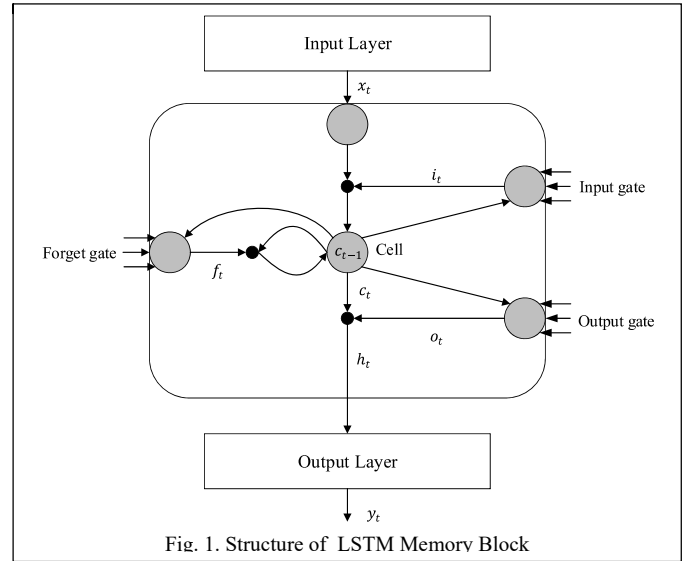 Input Layer
x_t
i_t
Input gate
Forget gate
f_t
c_{t-1}
Cell
c_t
o_t
Output gate
h_t
Output Layer
y_t
Fig. 1. Structure of LSTM Memory Block